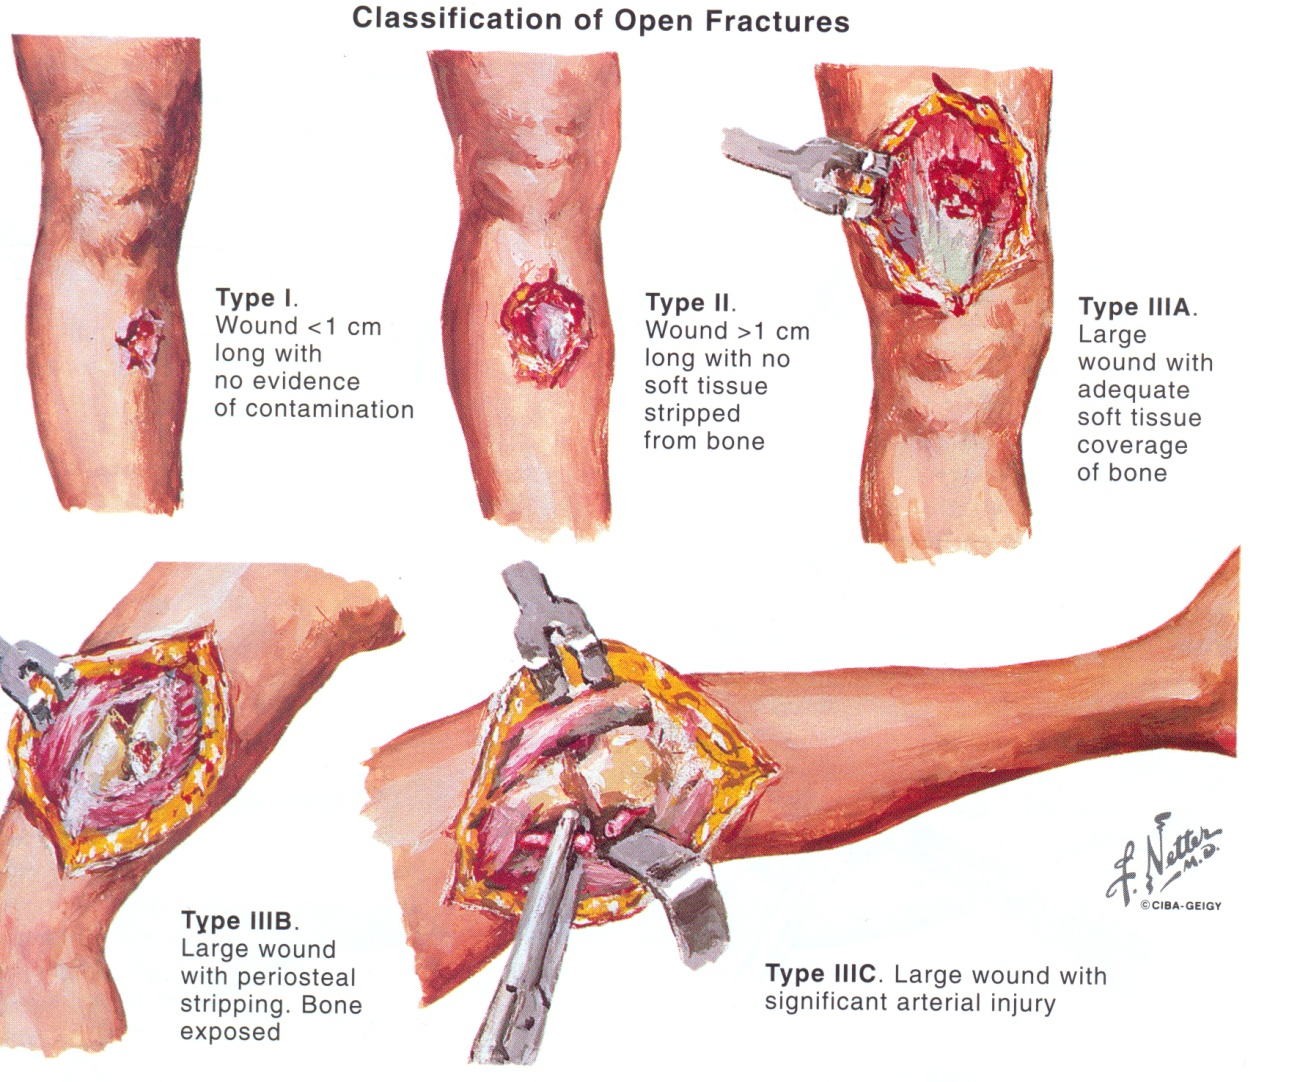 Classification of Open Fractures
Type I.
Wound <1 cm
long with
no evidence
of contamination
Type II.
Wound >1 cm
long with no
soft tissue
stripped
from bone
Type IIIA.
Large
wound with
adequate
soft tissue
coverage
of bone
Type IIIB.
Large wound
with periosteal
stripping. Bone
exposed
Type IIIC. Large wound with
significant arterial injury
F. Netter
M.D.
©CIBA-GEIGY